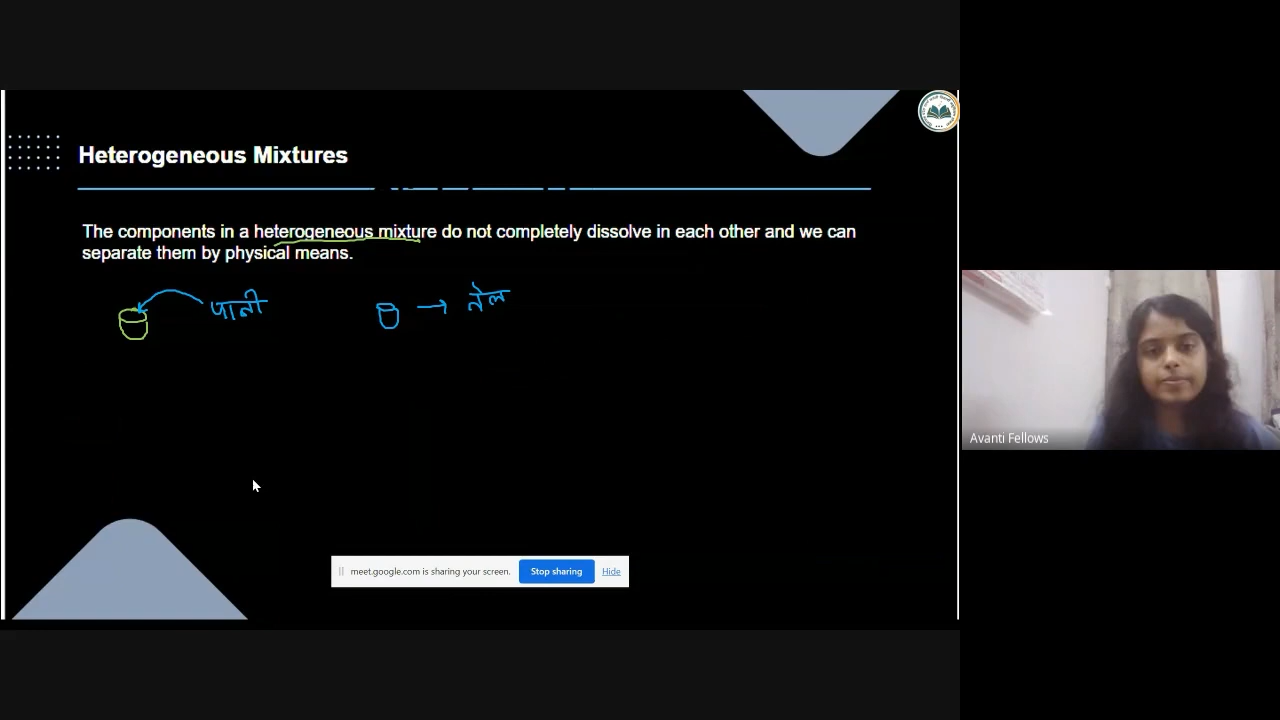 Heterogeneous Mixtures
The components in a heterogeneous mixture do not completely dissolve in each other and we can
separate them by physical means.
पानी
तेल
meet.google.com is sharing your screen.
Stop sharing
Hide
Avanti Fellows